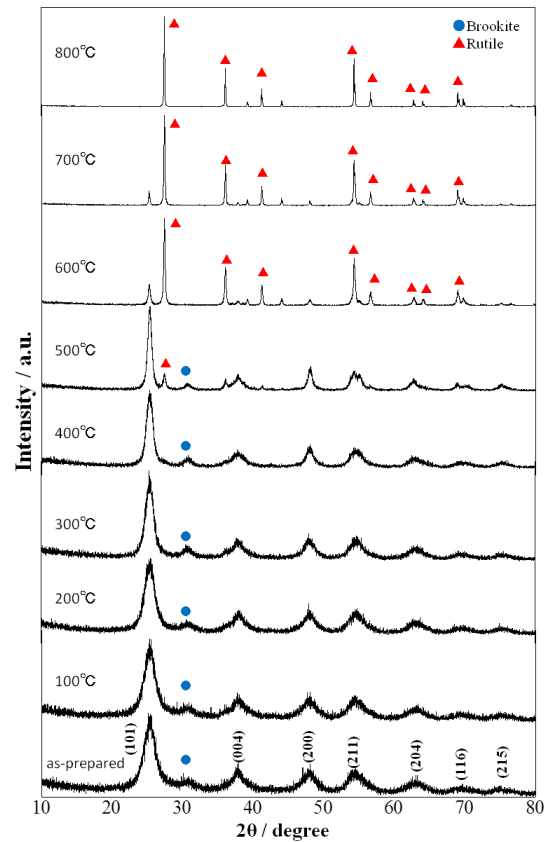 Brookite
Rutile
800℃
700℃
600℃
500℃
400℃
300℃
200℃
100℃
as-prepared
(101)
(004)
(200)
(211)
(204)
(116)
(215)
Intensity / a.u.
10 20 30 40 50 60 70 80
2θ / degree